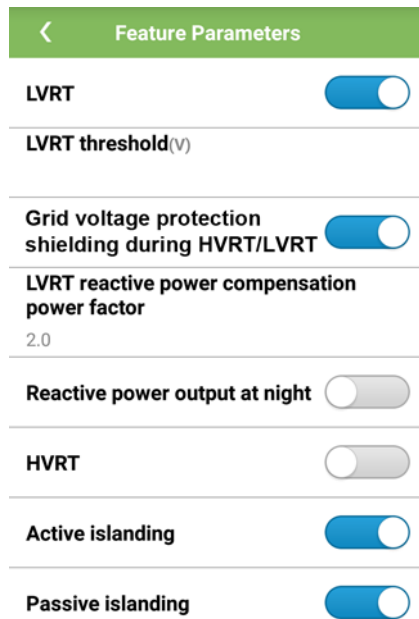 Feature Parameters
LVRT
LVRT threshold(V)
Grid voltage protection
shielding during HVRT/LVRT
LVRT reactive power compensation
power factor
2.0
Reactive power output at night
HVRT
Active islanding
Passive islanding